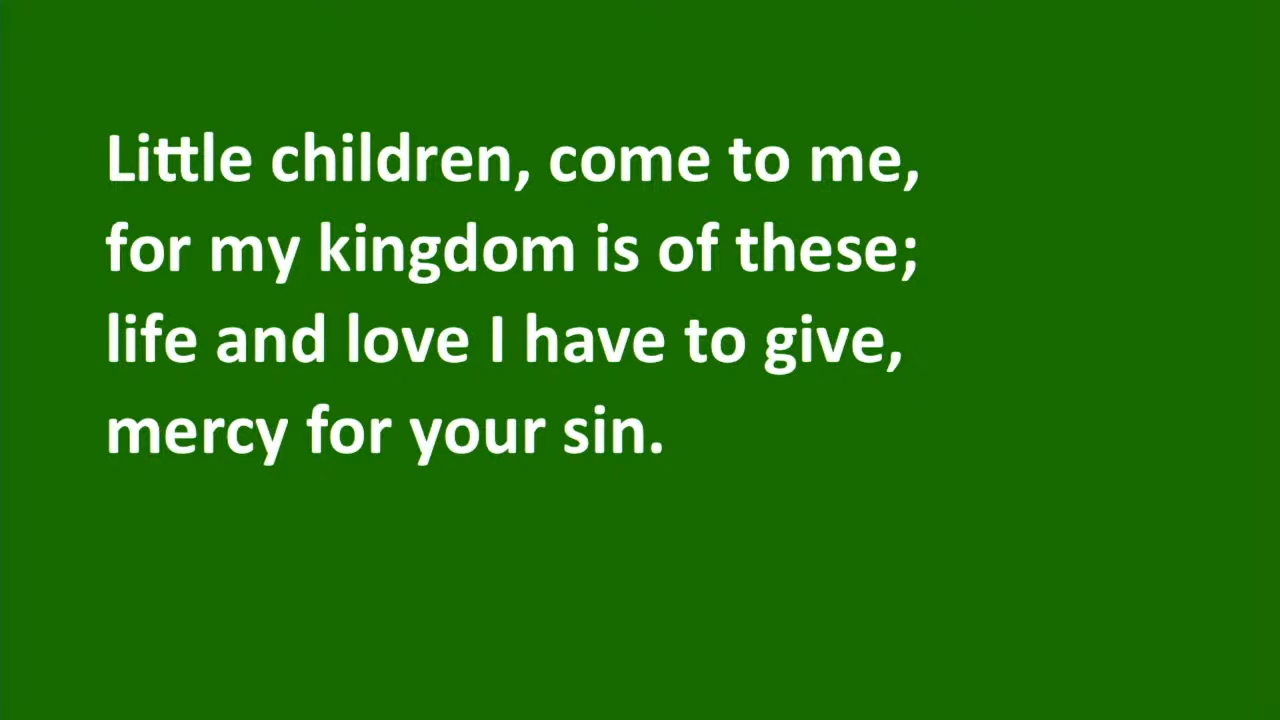 Little children, come to me,
for my kingdom is of these;
life and love I have to give,
mercy for your sin.